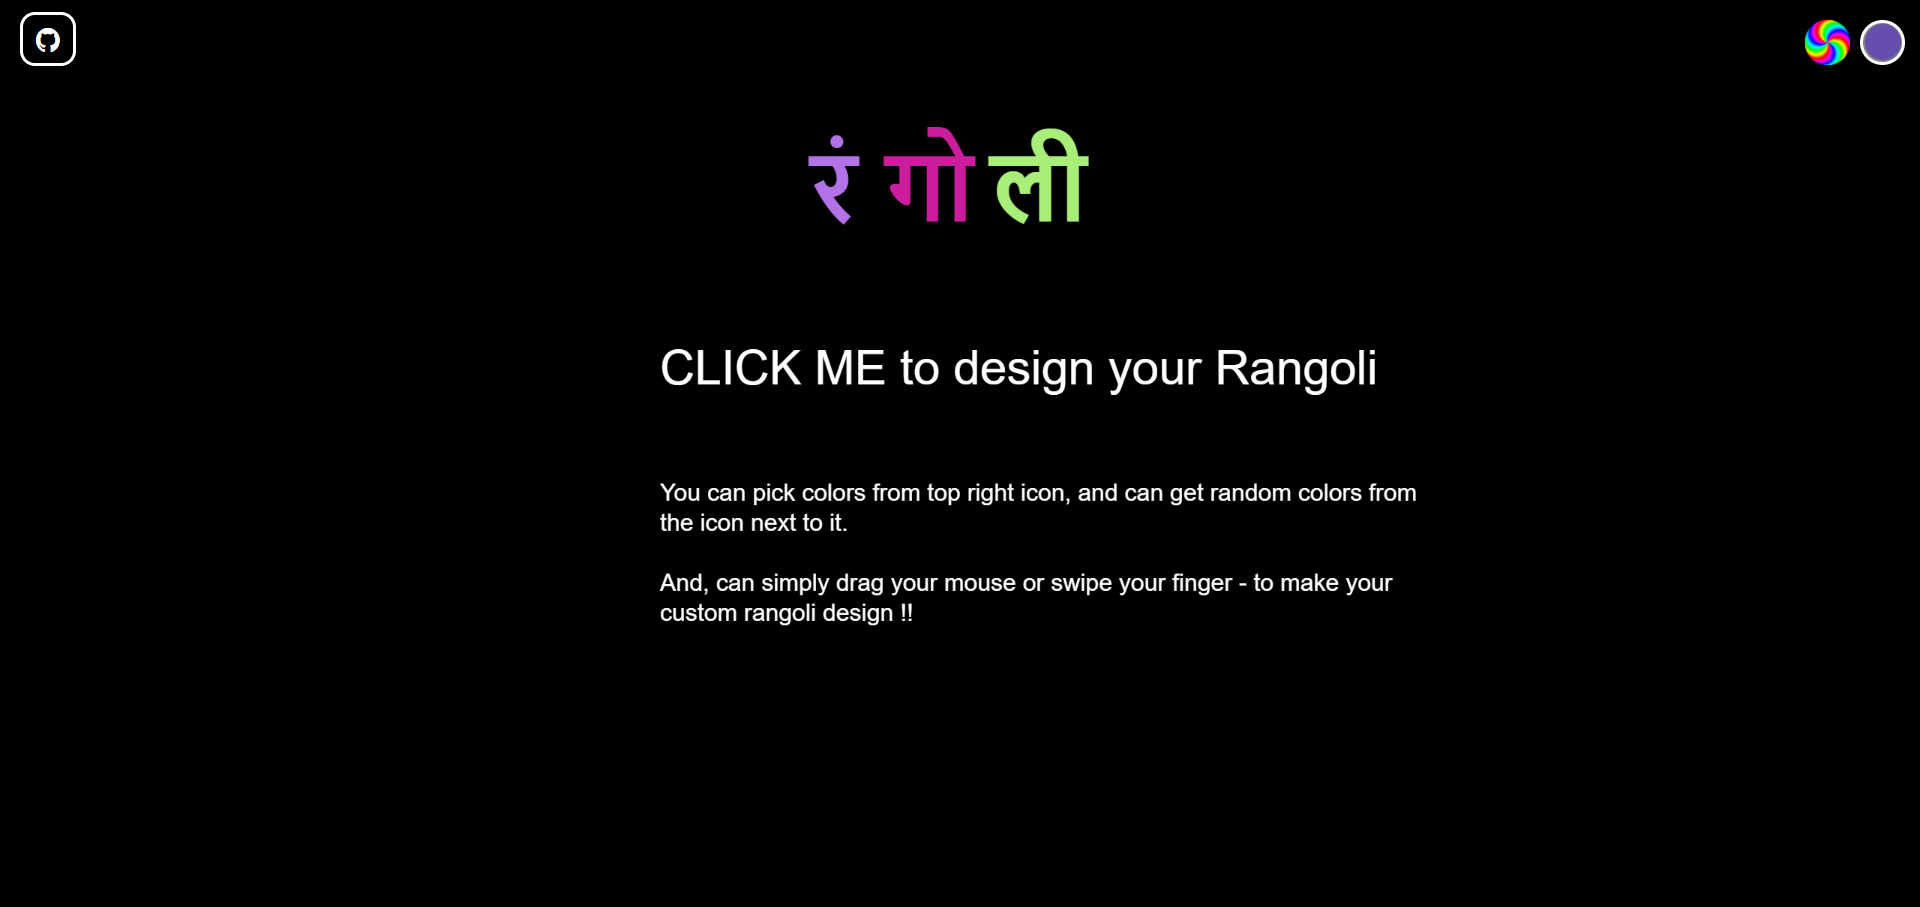 रंगोली
CLICK ME to design your Rangoli
You can pick colors from top right icon, and can get random colors from
the icon next to it.
And, can simply drag your mouse or swipe your finger - to make your
custom rangoli design !!